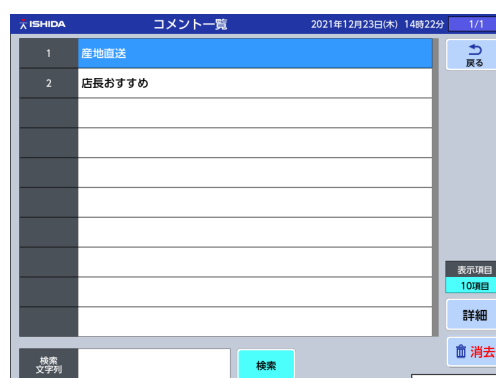 ISHIDA コメント一覧 2021年12月23日(木) 14時22分 1/1
1 産地直送
戻る
2 店長おすすめ
表示項目
10項目
詳細
消去
検索
文字列
検索